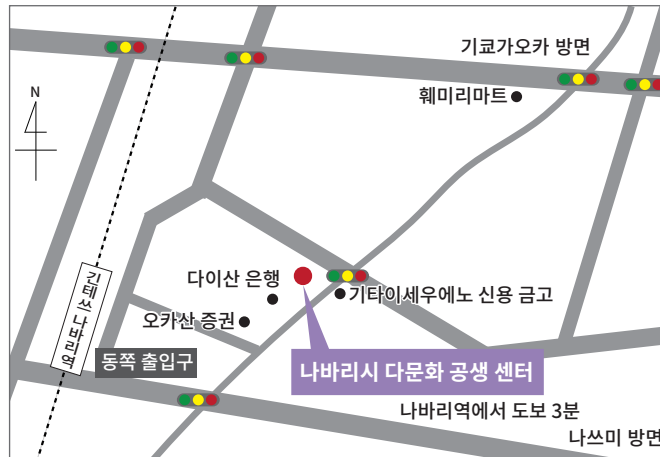 기쿄가오카 방면
훼미리마트
N
다이산 은행
기타이세우에노 신용 금고
오카산 증권
긴테쓰 나바리역
동쪽 출입구
나바리시 다문화 공생 센터
나바리역에서 도보 3분
나쓰미 방면